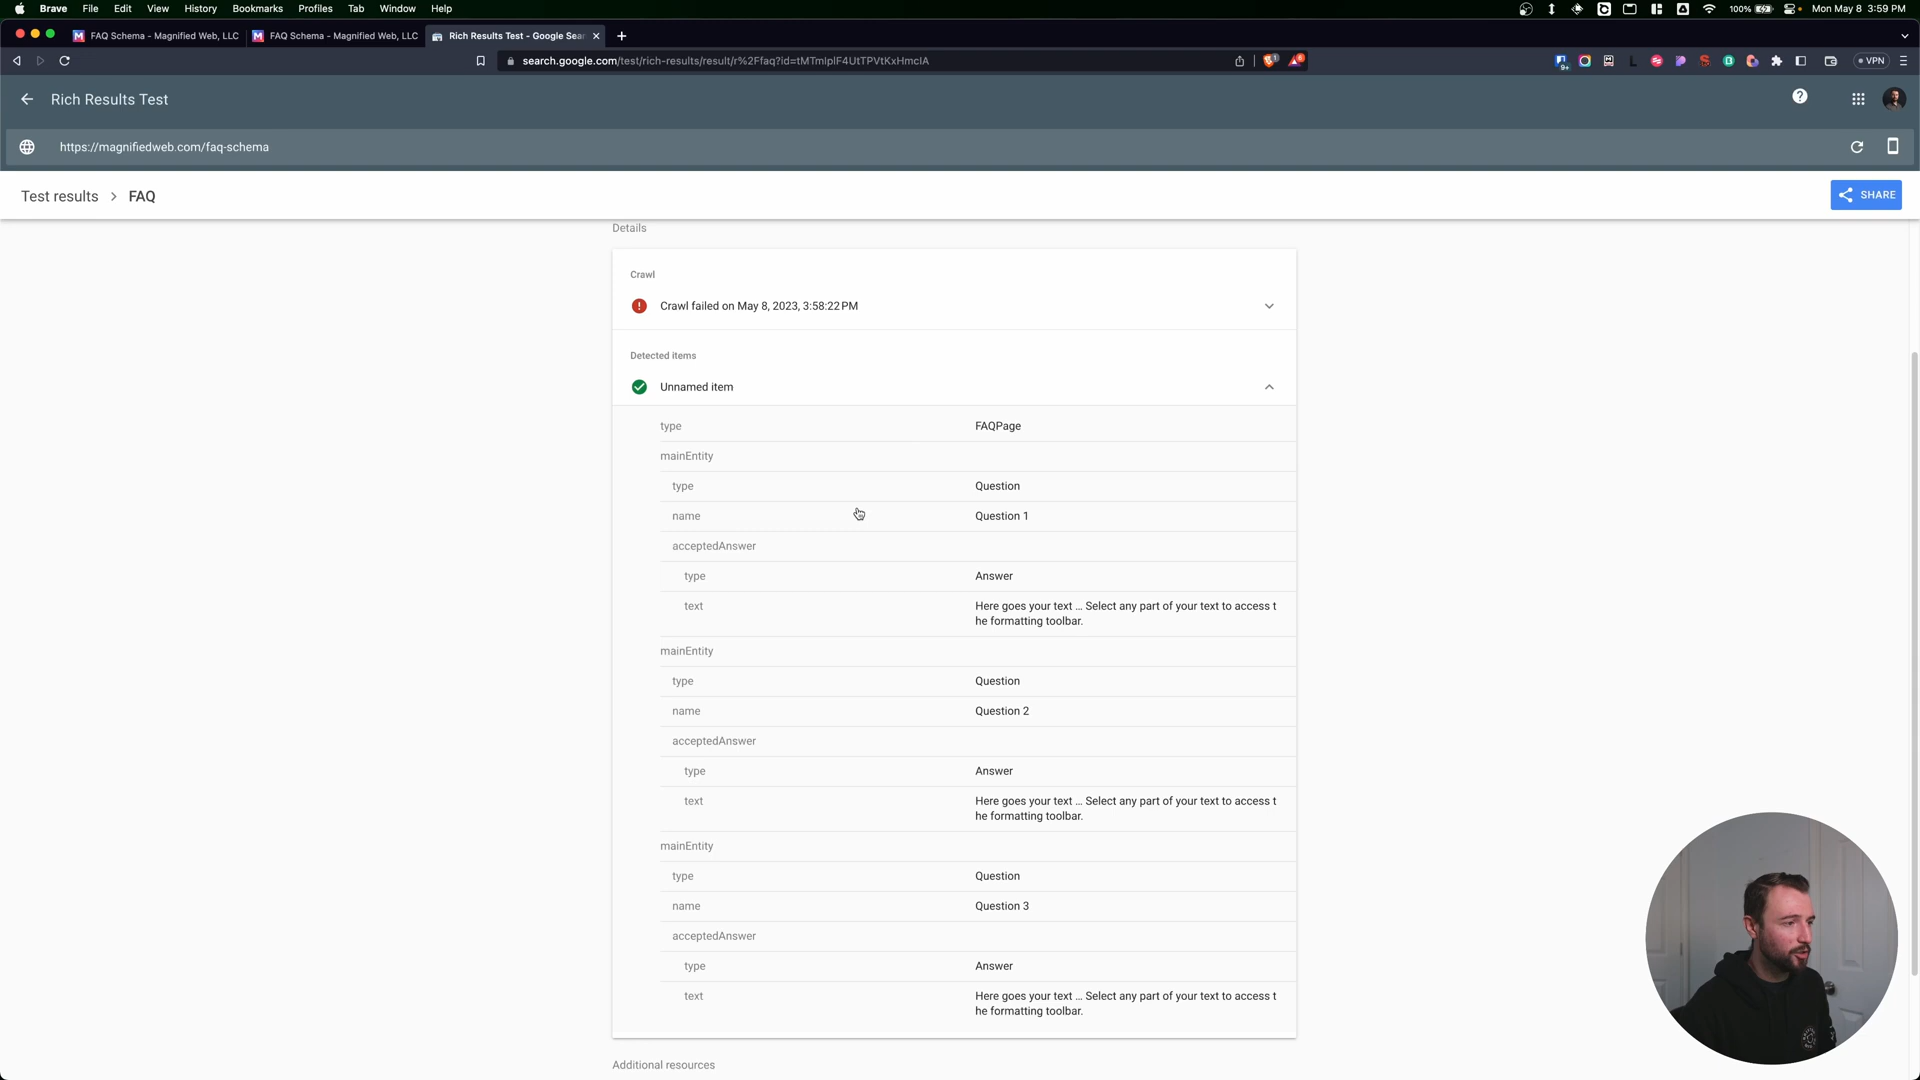 Brave File Edit View History Bookmarks Profiles Tab Window Help 100% Mon May 8 3:59 PM
FAQ Schema - Magnified Web, LLC FAQ Schema - Magnified Web, LLC Rich Results Test - Google Sear
search.google.com/test/rich-results/result/r%2Ffaq?id=tMTmlplF4UtTPVtKxHmcIA VPN
Rich Results Test
https://magnifiedweb.com/faq-schema
Test results > FAQ SHARE
Details
Crawl
Crawl failed on May 8, 2023, 3:58:22 PM
Detected items
Unnamed item
type FAQPage
mainEntity
type Question
name Question 1
acceptedAnswer
type Answer
text Here goes your text ... Select any part of your text to access t
he formatting toolbar.
mainEntity
type Question
name Question 2
acceptedAnswer
type Answer
text Here goes your text ... Select any part of your text to access t
he formatting toolbar.
mainEntity
type Question
name Question 3
acceptedAnswer
type Answer
text Here goes your text ... Select any part of your text to access t
he formatting toolbar.
Additional resources